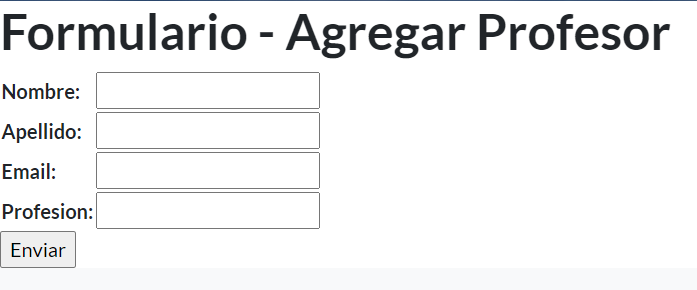 Formulario - Agregar Profesor
Nombre:
Apellido:
Email:
Profesion:
Enviar